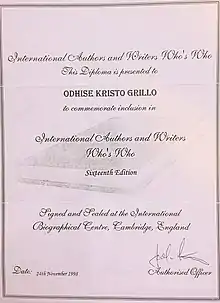 International Authors and Writers Who's Who
This Diploma is presented to
ODHISE KRISTO GRILLO
to commemorate inclusion in
International Authors and Writers
Who's Who
Sixteenth Edition
Signed and Sealed at the International
Biographical Centre, Cambridge, England
Date: 24th November 1998
Authorised Officer